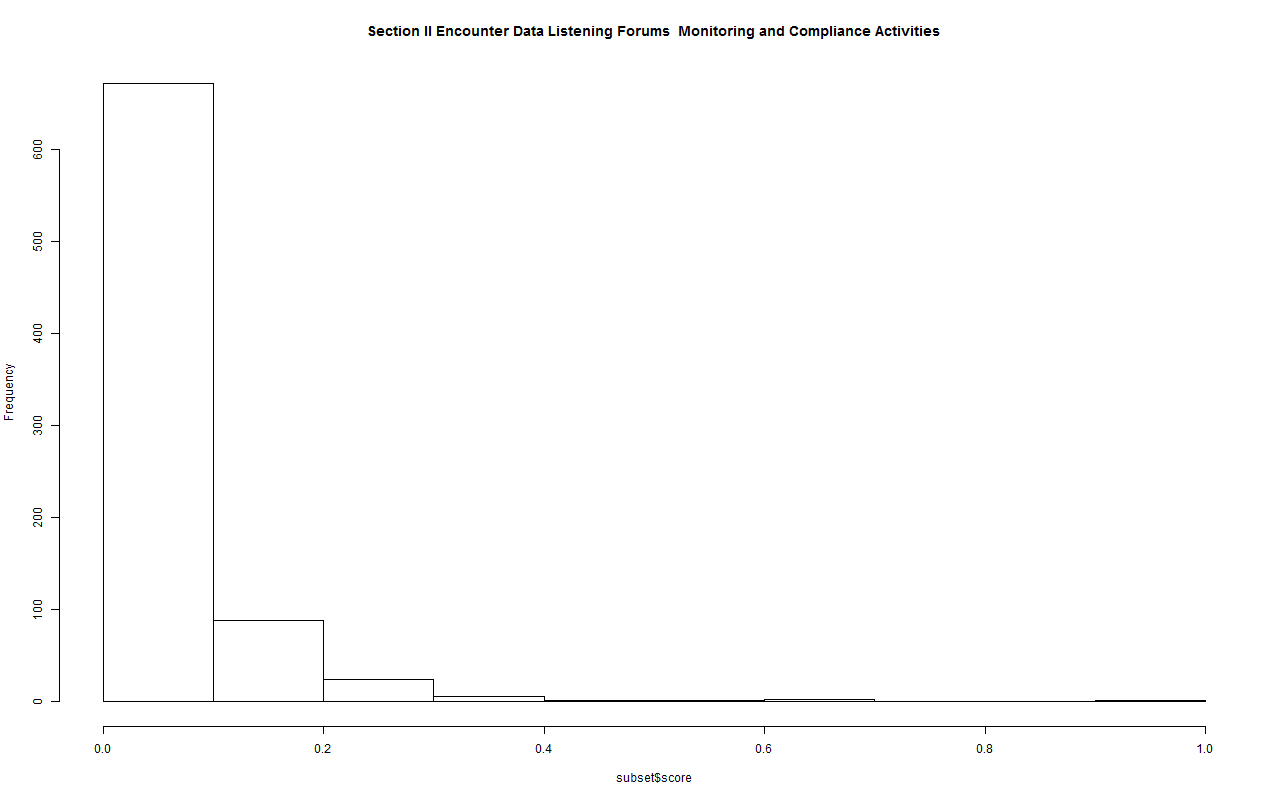 Section II Encounter Data Listening Forums  Monitoring and Compliance Activities
Frequency
600
500
400
300
200
100
0
0.0 0.2 0.4 0.6 0.8 1.0
subset$score